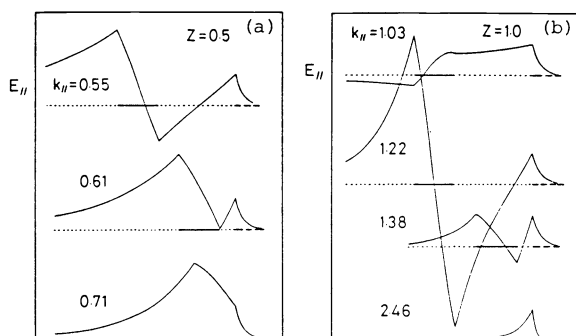 Z=0.5 (a)
E//
k//=0.55
0.61
0.71
k//=1.03 Z=1.0 (b)
E//
1.22
1.38
2.46